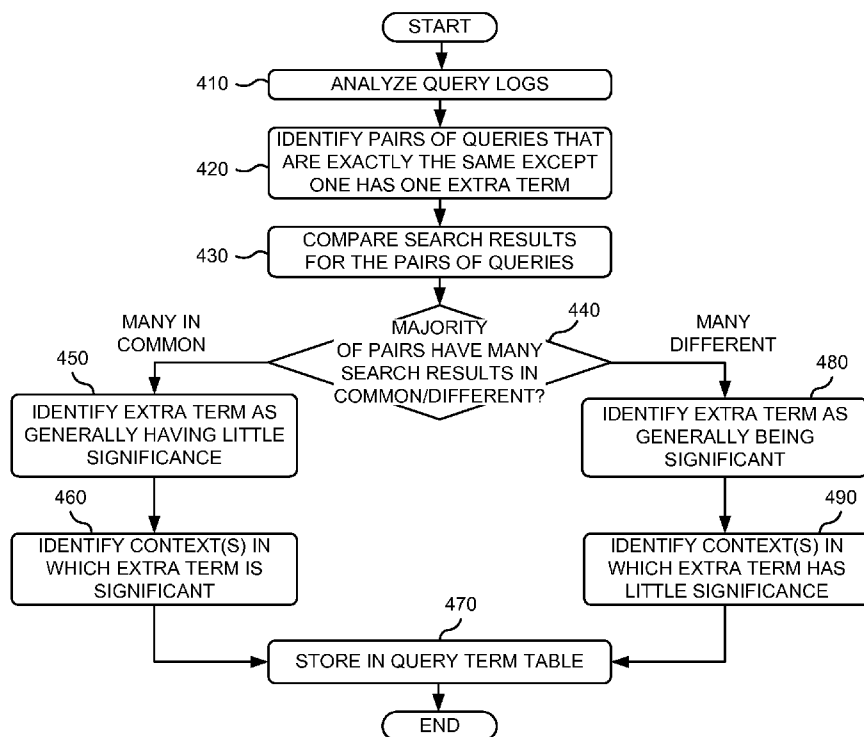 START
410
ANALYZE QUERY LOGS
420
IDENTIFY PAIRS OF QUERIES THAT
ARE EXACTLY THE SAME EXCEPT
ONE HAS ONE EXTRA TERM
430
COMPARE SEARCH RESULTS
FOR THE PAIRS OF QUERIES
440
MAJORITY
OF PAIRS HAVE MANY
SEARCH RESULTS IN
COMMON/DIFFERENT?
MANY IN
COMMON
450
IDENTIFY EXTRA TERM AS
GENERALLY HAVING LITTLE
SIGNIFICANCE
460
IDENTIFY CONTEXT(S) IN
WHICH EXTRA TERM IS
SIGNIFICANT
MANY
DIFFERENT
480
IDENTIFY EXTRA TERM AS
GENERALLY BEING
SIGNIFICANT
490
IDENTIFY CONTEXT(S) IN
WHICH EXTRA TERM HAS
LITTLE SIGNIFICANCE
470
STORE IN QUERY TERM TABLE
END